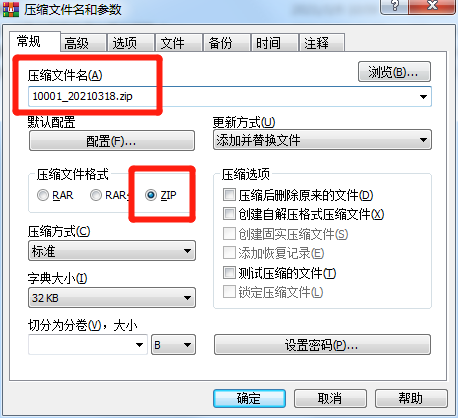 压缩文件名和参数
常规 高级 选项 文件 备份 时间 注释
压缩文件名(A)
浏览(B)...
10001_20210318.zip
默认配置
更新方式(U)
配置(F)...
添加并替换文件
压缩文件格式
压缩选项
RAR
ZIP
压缩后删除原来的文件(D)
创建自解压格式压缩文件(X)
创建固实压缩文件(S)
添加恢复记录(E)
测试压缩的文件(T)
锁定压缩文件(L)
压缩方式(C)
标准
字典大小(I)
32 KB
切分为分卷(V),大小
B
设置密码(P)...
确定
取消
帮助